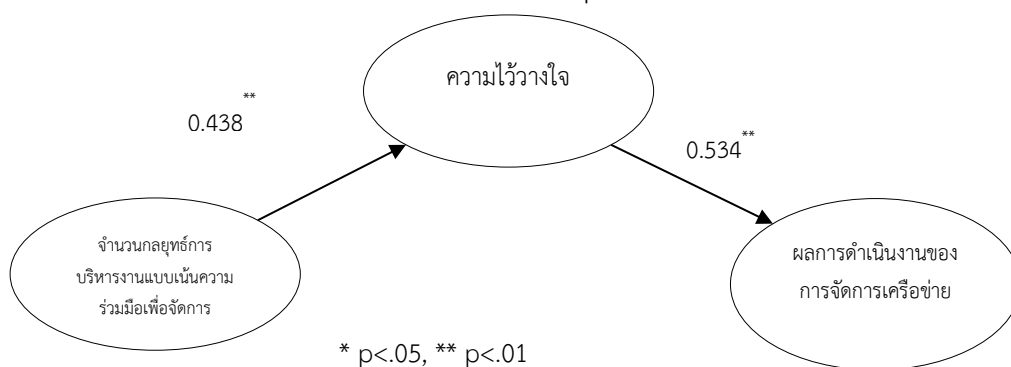 ความไว้วางใจ
0.438**
0.534**
จำนวนกลยุทธ์การ
บริหารงานแบบเน้นความ
ร่วมมือเพื่อจัดการ
ผลการดำเนินงานของ
การจัดการเครือข่าย
* p<.05, ** p<.01